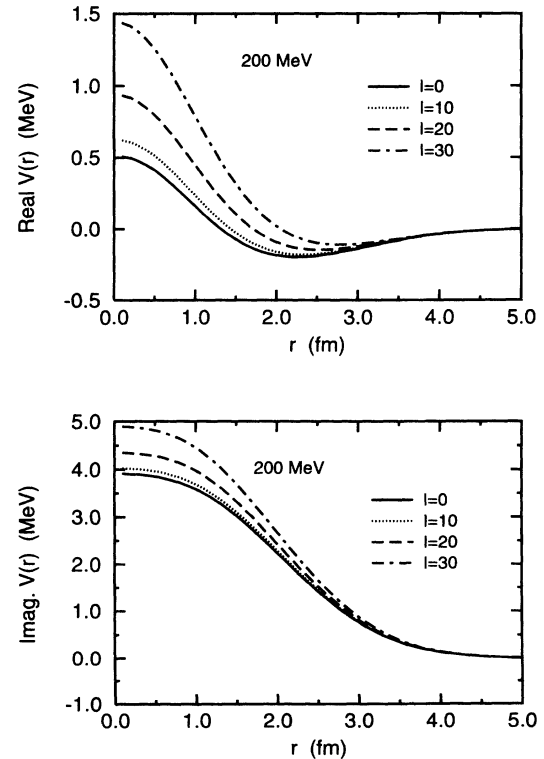 1.5
200 MeV
l=0
1.0
l=10
l=20
l=30
0.5
0.0
-0.5
Real V(r) (MeV)
0.0 1.0 2.0 3.0 4.0 5.0
r (fm)
5.0
200 MeV
4.0
l=0
l=10
3.0
l=20
l=30
2.0
1.0
0.0
-1.0
Imag. V(r) (MeV)
0.0 1.0 2.0 3.0 4.0 5.0
r (fm)